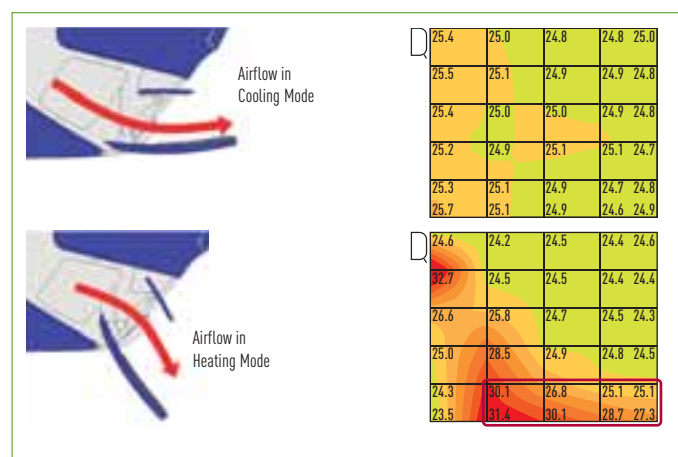 Airflow in
Cooling Mode
25.4 25.0 24.8 24.8 25.0
25.5 25.1 24.9 24.9 24.8
25.4 25.0 25.0 24.9 24.8
25.2 24.9 25.1 25.1 24.7
25.3 25.1 24.9 24.7 24.8
25.7 25.1 24.9 24.6 24.9
Airflow in
Heating Mode
24.6 24.2 24.5 24.4 24.6
32.7 24.5 24.5 24.4 24.4
26.6 25.8 24.7 24.5 24.3
25.0 28.5 24.9 24.8 24.5
24.3 30.1 26.8 25.1 25.1
23.5 31.4 30.1 28.7 27.3